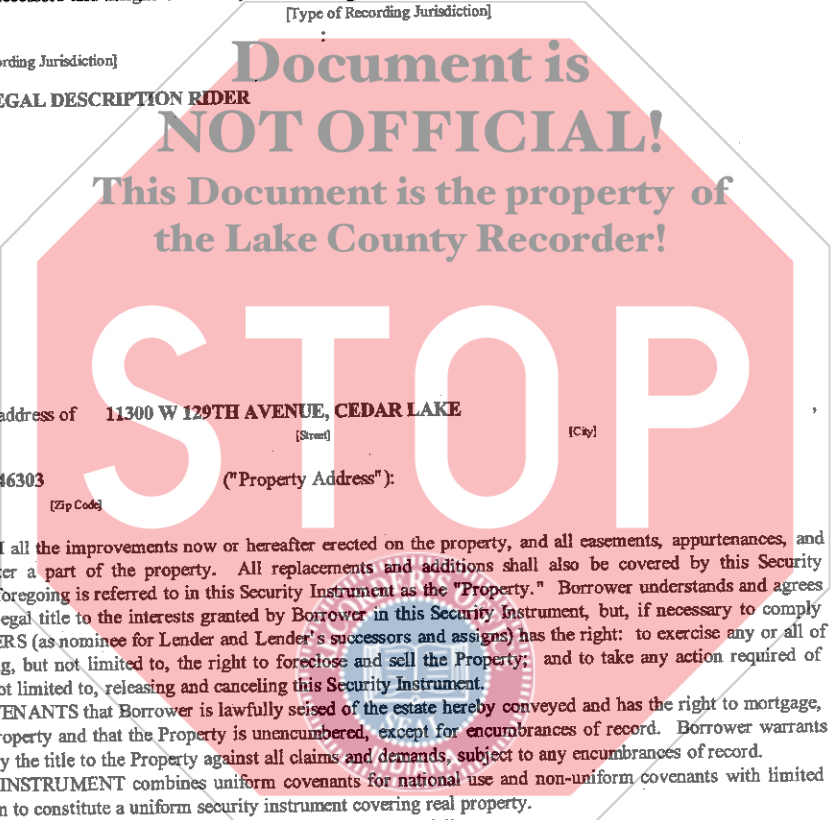 [Type of Recording Jurisdiction]
:
ording Jurisdiction]
Document is
EGAL DESCRIPTION RIDER
NOT OFFICIAL!
This Document is the property of
the Lake County Recorder!
STOP
address of 11300 W 129TH AVENUE, CEDAR LAKE ,
[Street] [City]
46303 ("Property Address"):
[Zip Code]
all the improvements now or hereafter erected on the property, and all easements, appurtenances, and
er a part of the property. All replacements and additions shall also be covered by this Security
foregoing is referred to in this Security Instrument as the "Property." Borrower understands and agrees
egal title to the interests granted by Borrower in this Security Instrument, but, if necessary to comply
ERS (as nominee for Lender and Lender's successors and assigns) has the right: to exercise any or all of
g, but not limited to, the right to foreclose and sell the Property; and to take any action required of
ot limited to, releasing and canceling this Security Instrument.
VENANTS that Borrower is lawfully seised of the estate hereby conveyed and has the right to mortgage,
roperty and that the Property is unencumbered, except for encumbrances of record. Borrower warrants
y the title to the Property against all claims and demands, subject to any encumbrances of record.
INSTRUMENT combines uniform covenants for national use and non-uniform covenants with limited
n to constitute a uniform security instrument covering real property.
SEAL